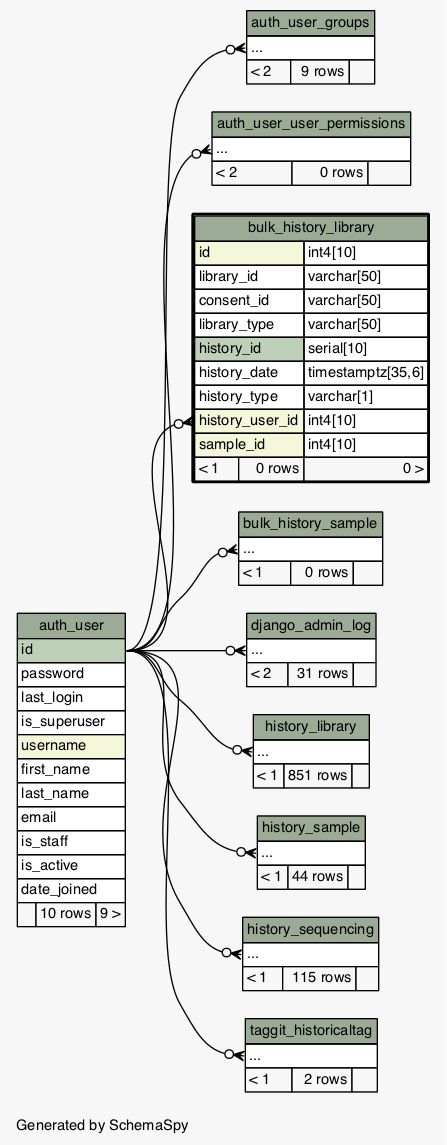 auth_user_groups
...
< 2 9 rows
auth_user_user_permissions
...
< 2 0 rows
bulk_history_library
id int4[10]
library_id varchar[50]
consent_id varchar[50]
library_type varchar[50]
history_id serial[10]
history_date timestamptz[35,6]
history_type varchar[1]
history_user_id int4[10]
sample_id int4[10]
< 1 0 rows 0 >
bulk_history_sample
...
< 1 0 rows
auth_user
id
password
last_login
is_superuser
username
first_name
last_name
email
is_staff
is_active
date_joined
10 rows 9 >
django_admin_log
...
< 2 31 rows
history_library
...
< 1 851 rows
history_sample
...
< 1 44 rows
history_sequencing
...
< 1 115 rows
taggit_historicaltag
...
< 1 2 rows
Generated by SchemaSpy